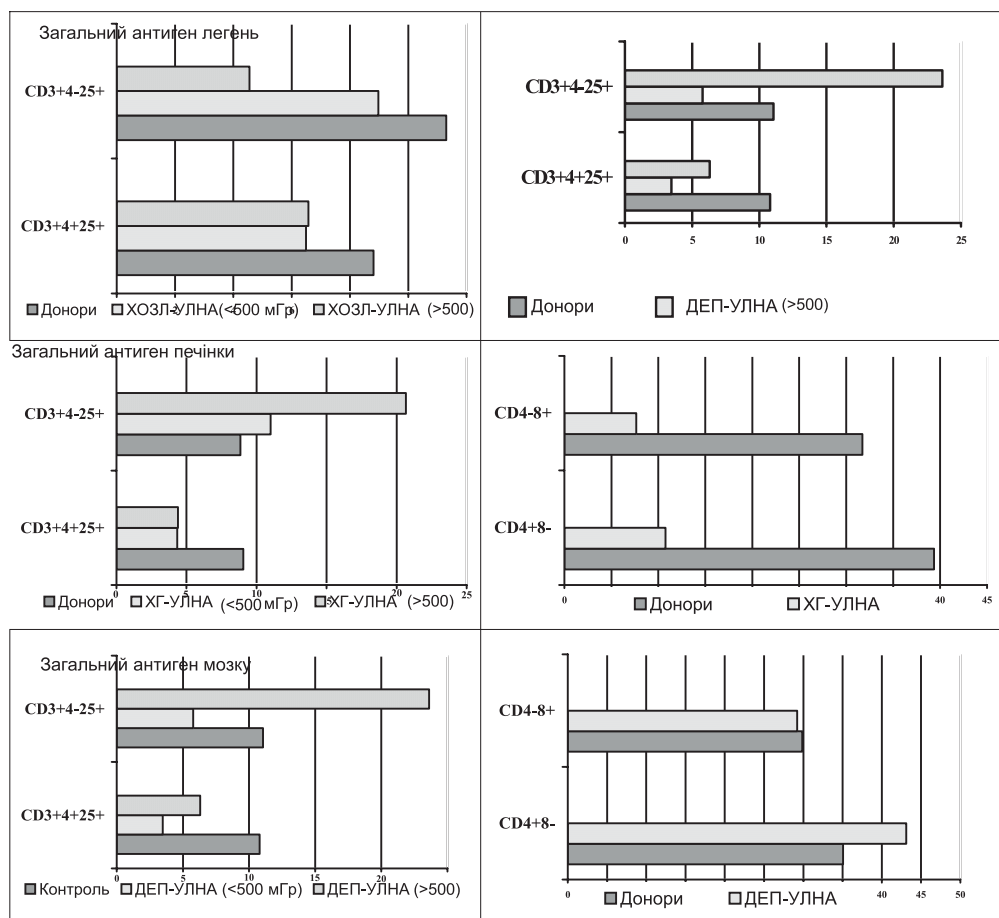 Загальний антиген легень
CD3+4-25+
CD3+4+25+
Донори ХОЗЛ-УЛНА (<500 мГр) ХОЗЛ-УЛНА (>500)
CD3+4-25+
CD3+4+25+
0 5 10 15 20 25
Донори ДЕП-УЛНА (>500)
Загальний антиген печінки
CD3+4-25+
CD3+4+25+
0 5 10 15 20 25
Донори ХГ-УЛНА (<500 мГр) ХГ-УЛНА (>500)
CD4-8+
CD4+8-
0 40 45
Донори ХГ-УЛНА
Загальний антиген мозку
CD3+4-25+
CD3+4+25+
0 5 10 15 20
Контроль ДЕП-УЛНА (<500 мГр) ДЕП-УЛНА (>500)
CD4-8+
CD4+8-
0 40 43 50
Донори ДЕП-УЛНА